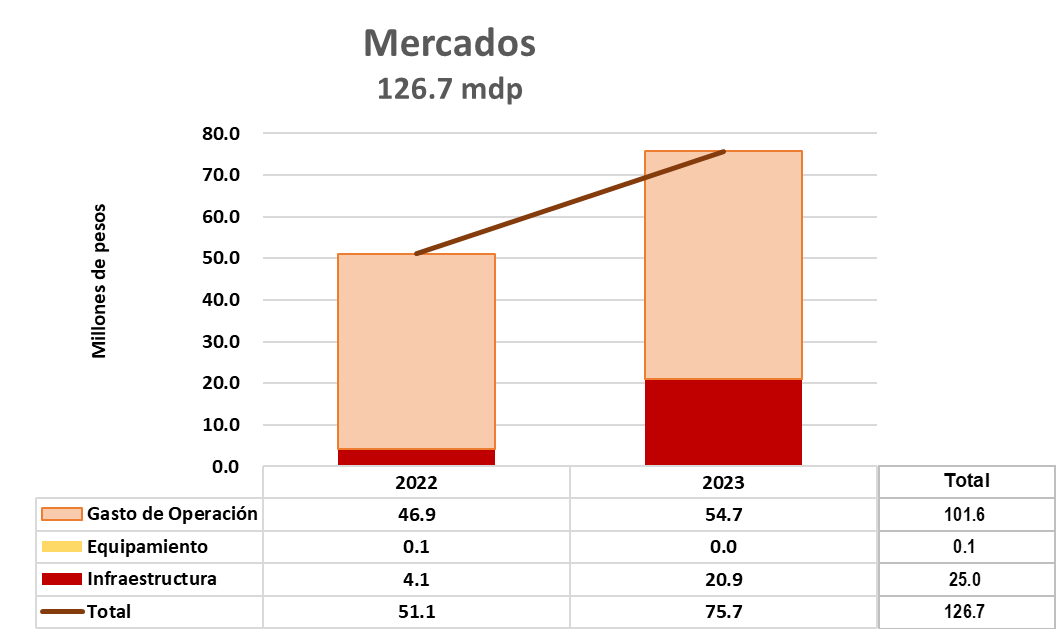 Mercados
126.7 mdp
Millones de pesos
80.0
70.0
60.0
50.0
40.0
30.0
20.0
10.0
0.0
2022 2023 Total
Gasto de Operación 46.9 54.7 101.6
Equipamiento 0.1 0.0 0.1
Infraestructura 4.1 20.9 25.0
Total 51.1 75.7 126.7